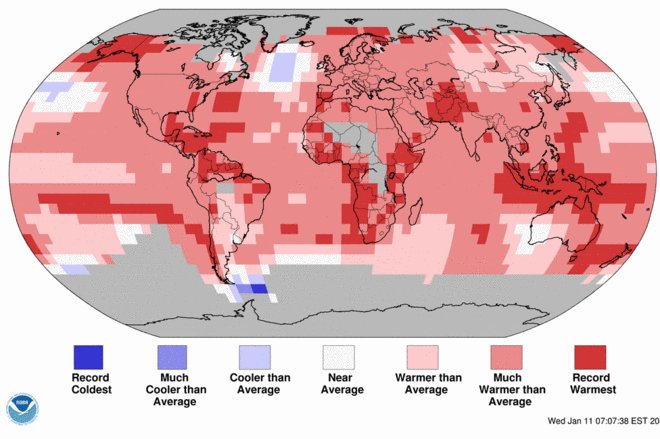 Record
Coldest
Much
Cooler than
Average
Cooler than
Average
Near
Average
Warmer than
Average
Much
Warmer than
Average
Record
Warmest
NOAA
Wed Jan 11 07:07:38 EST 20